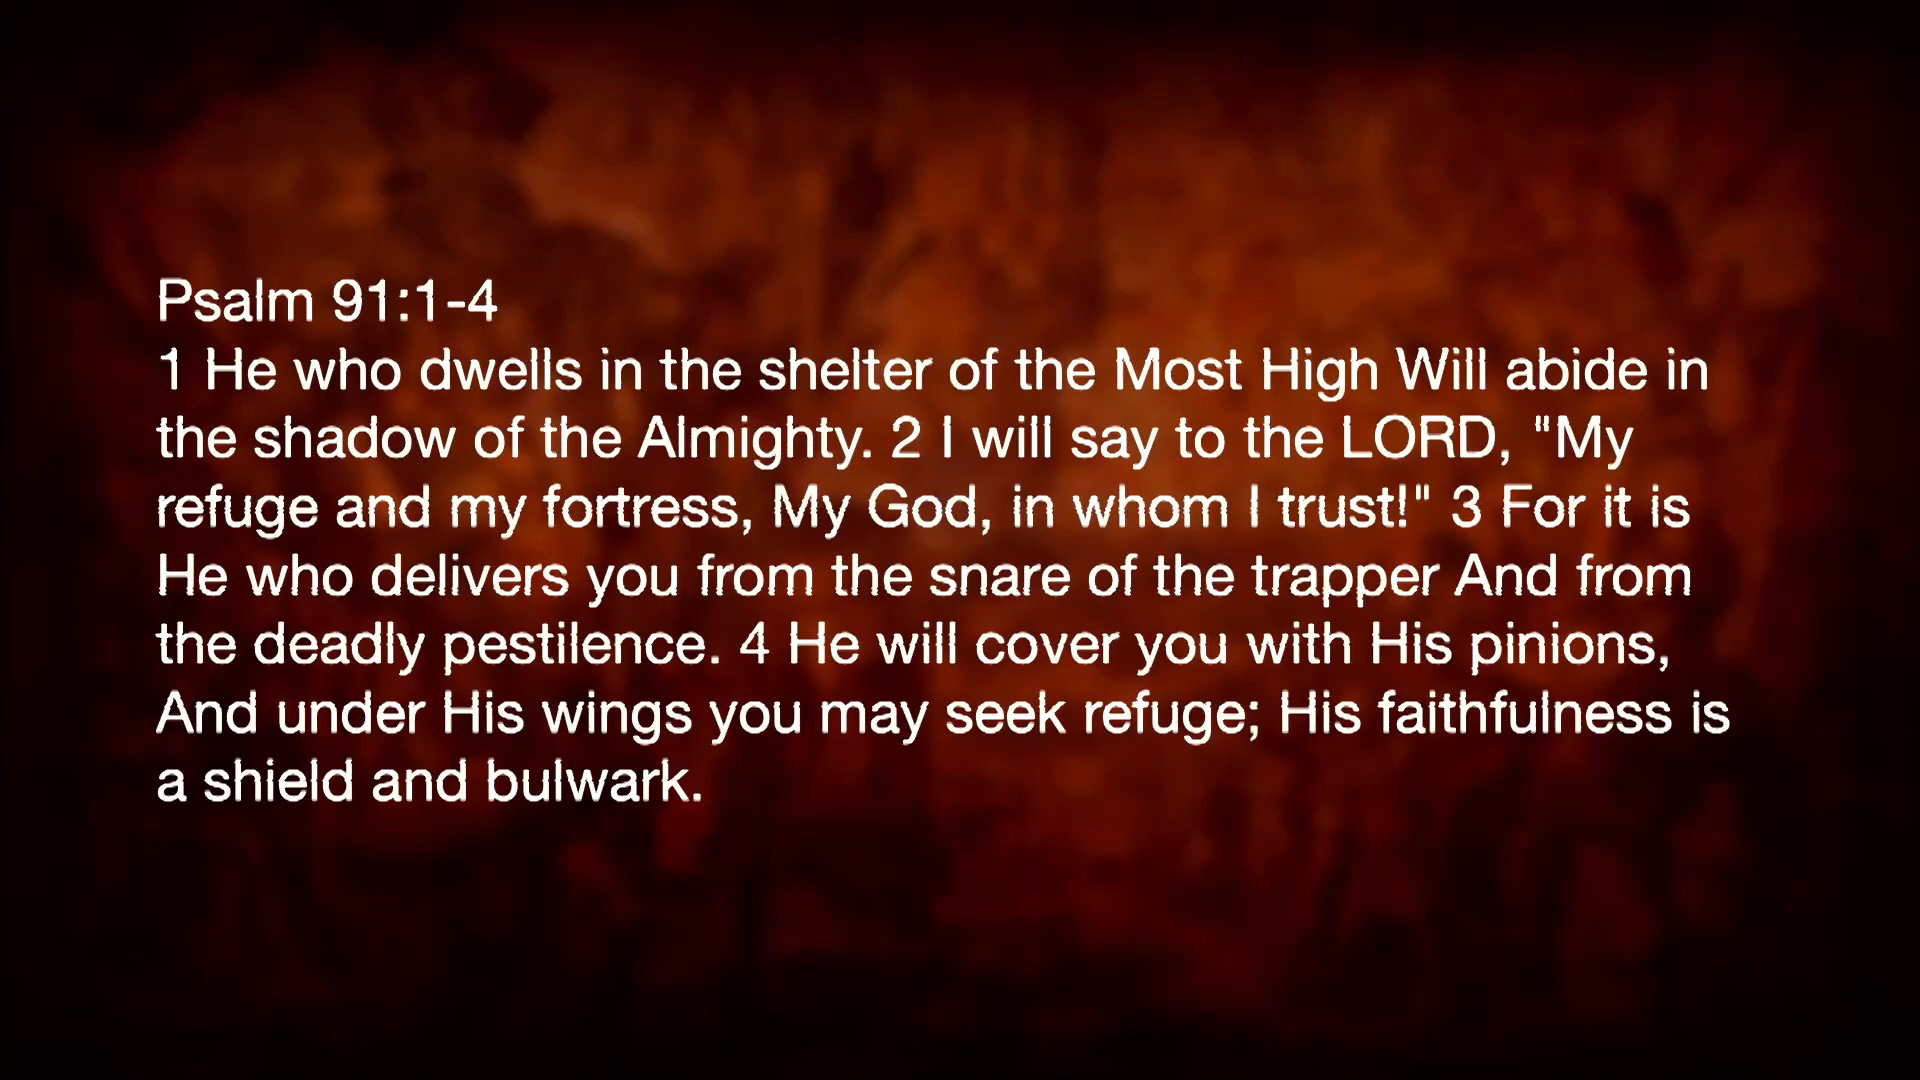 Psalm 91:1-4
1 He who dwells in the shelter of the Most High Will abide in
the shadow of the Almighty. 2 I will say to the LORD, "My
refuge and my fortress, My God, in whom I trust!" 3 For it is
He who delivers you from the snare of the trapper And from
the deadly pestilence. 4 He will cover you with His pinions,
And under His wings you may seek refuge; His faithfulness is
a shield and bulwark.